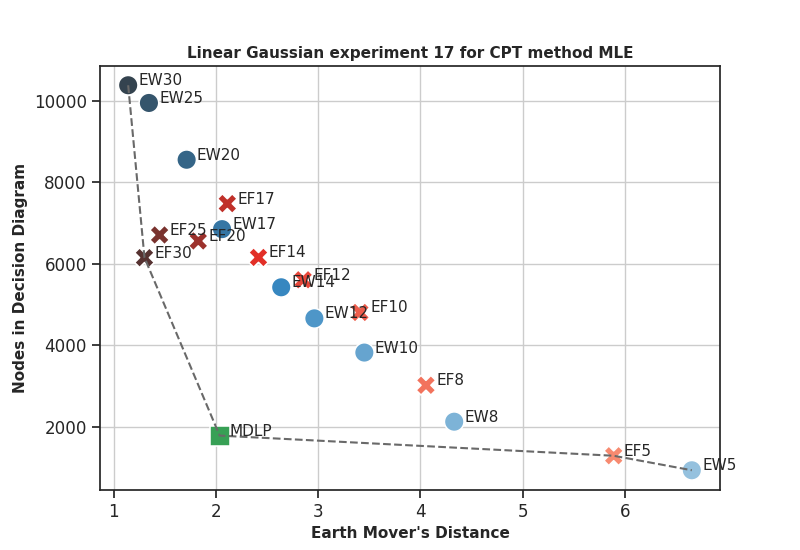 Linear Gaussian experiment 17 for CPT method MLE
Nodes in Decision Diagram
10000
8000
6000
4000
2000
EW30
EW25
EW20
EF17
EW17
EF25
EF20
EF30
EF14
EF12
EW14
EF10
EW12
EW10
EF8
EW8
MDLP
EF5
EW5
1 2 3 4 5 6
Earth Mover's Distance